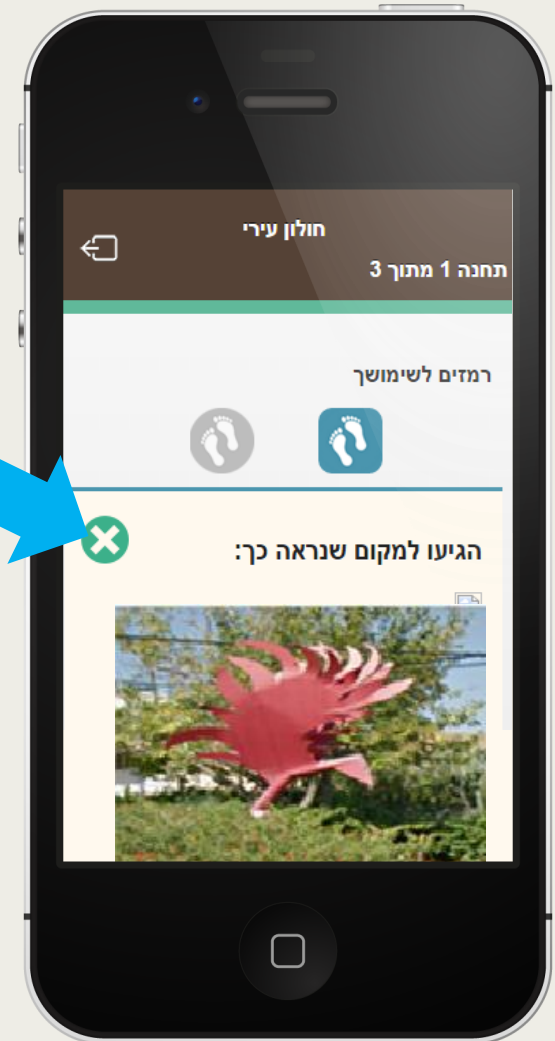 חולון עירי
תחנה 1 מתוך 3
רמזים לשימושך
הגיעו למקום שנראה כך: